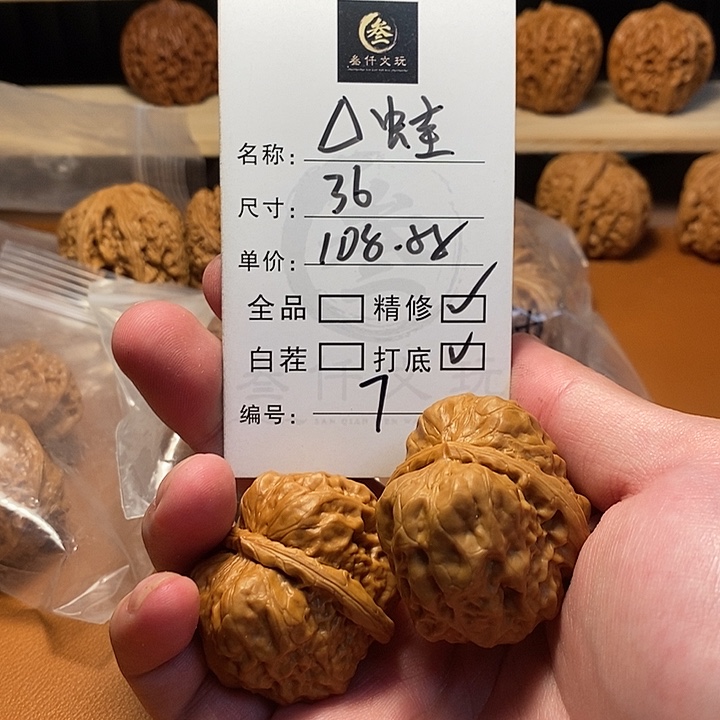 叁
叁仟文玩
名称: △蛙
尺寸: 36
单价: 108.88
全品 精修 ✓
白茬 打底 ✓
编号: 7